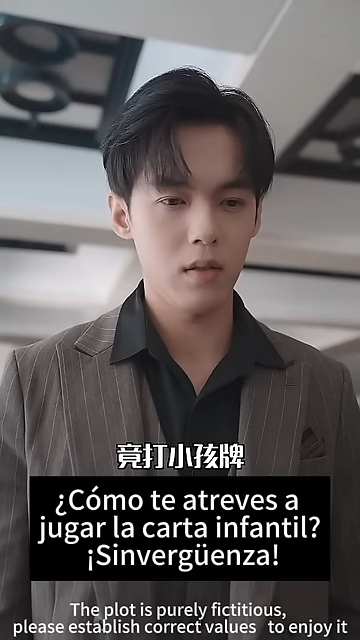 竟打小孩牌
¿Cómo te atreves a
jugar la carta infantil?
¡Sinvergüenza!
The plot is purely fictitious,
please establish correct values to enjoy it